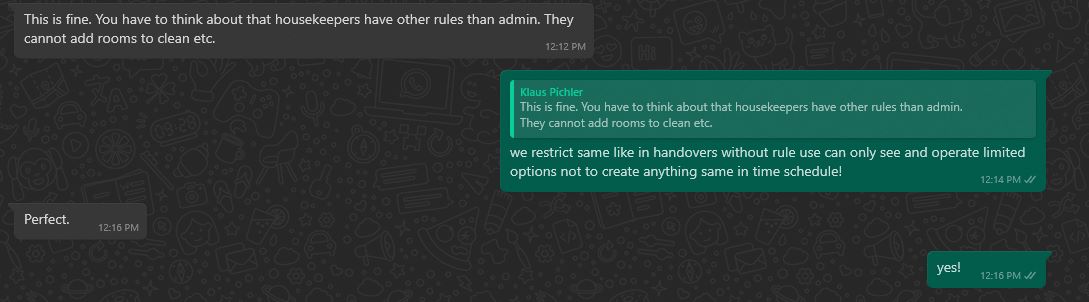 This is fine. You have to think about that housekeepers have other rules than admin. They
cannot add rooms to clean etc.
12:12 PM
Klaus Pichler
This is fine. You have to think about that housekeepers have other rules than admin.
They cannot add rooms to clean etc.
we restrict same like in handovers without rule use can only see and operate limited
options not to create anything same in time schedule!
12:14 PM
Perfect.
12:16 PM
yes!
12:16 PM